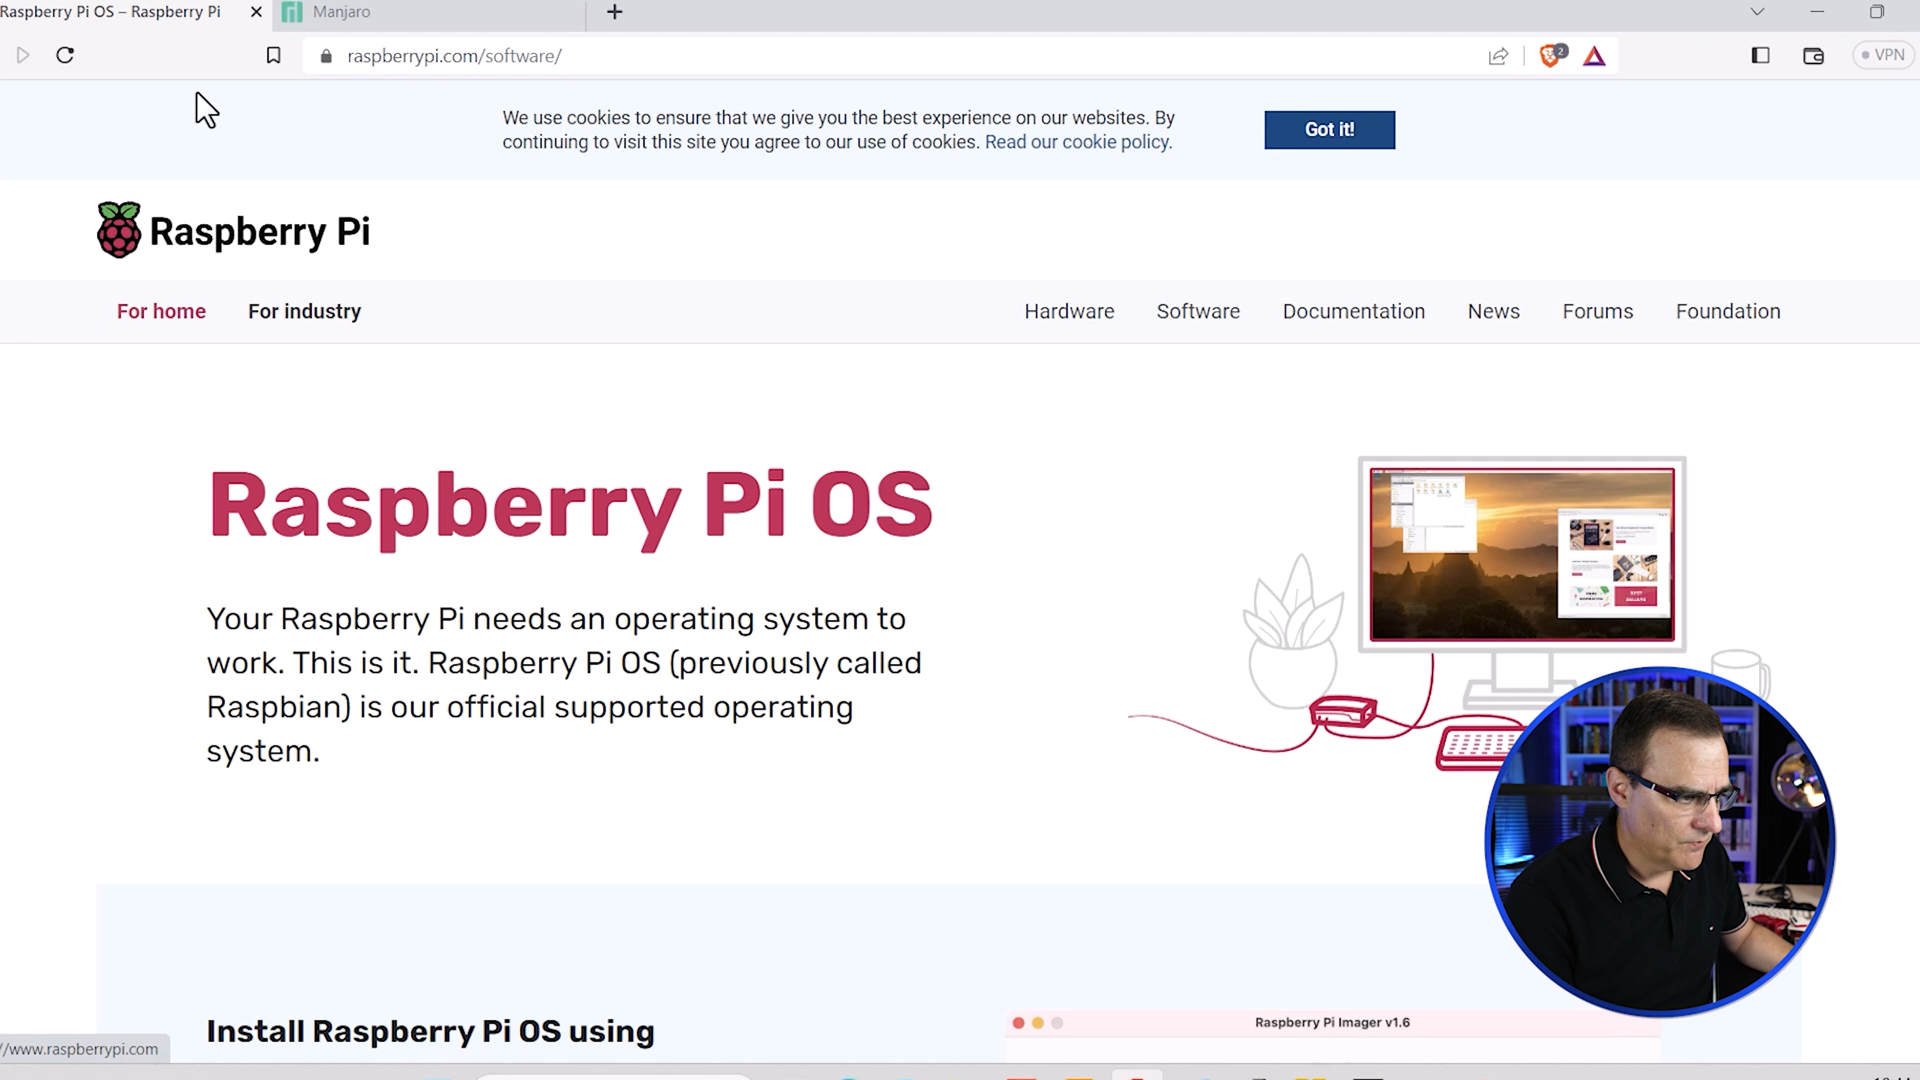 Raspberry Pi OS – Raspberry Pi
Manjaro
raspberrypi.com/software/
2
VPN
We use cookies to ensure that we give you the best experience on our websites. By
continuing to visit this site you agree to our use of cookies. Read our cookie policy.
Got it!
Raspberry Pi
For home
For industry
Hardware
Software
Documentation
News
Forums
Foundation
Raspberry Pi OS
Your Raspberry Pi needs an operating system to
work. This is it. Raspberry Pi OS (previously called
Raspbian) is our official supported operating
system.
Install Raspberry Pi OS using
Raspberry Pi Imager v1.6
//www.raspberrypi.com